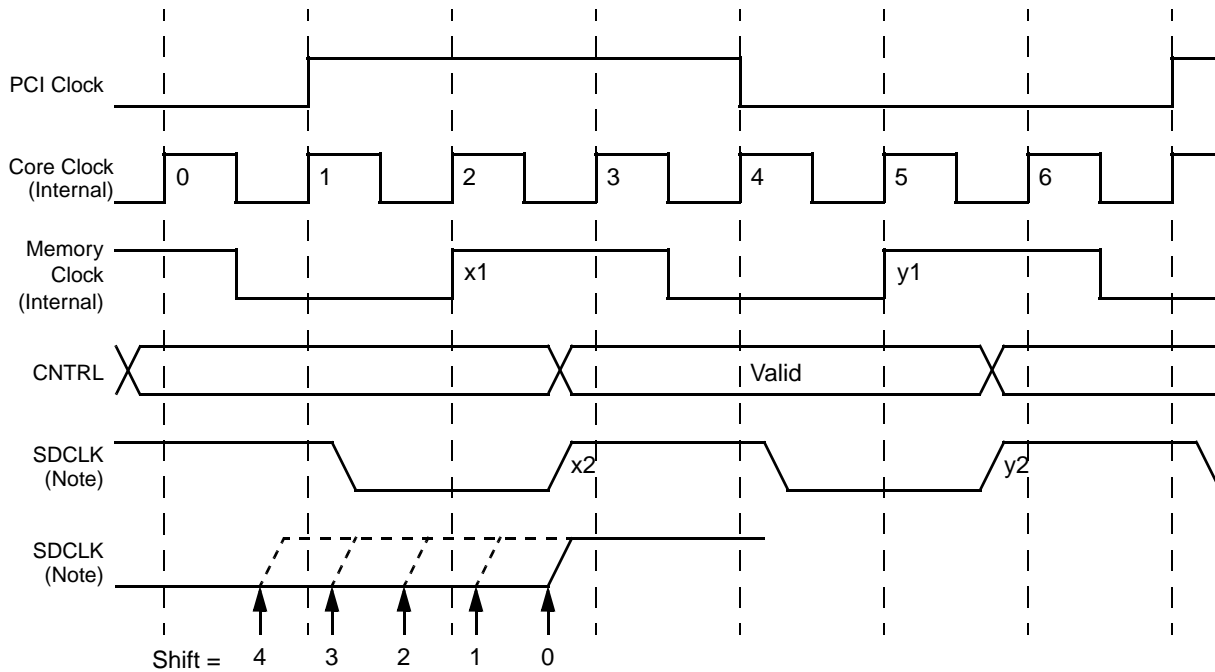 PCI Clock
Core Clock
(Internal)
0 1 2 3 4 5 6
Memory
Clock
(Internal)
x1 y1
CNTRL
Valid
SDCLK
(Note)
x2 y2
SDCLK
(Note)
Shift = 4 3 2 1 0